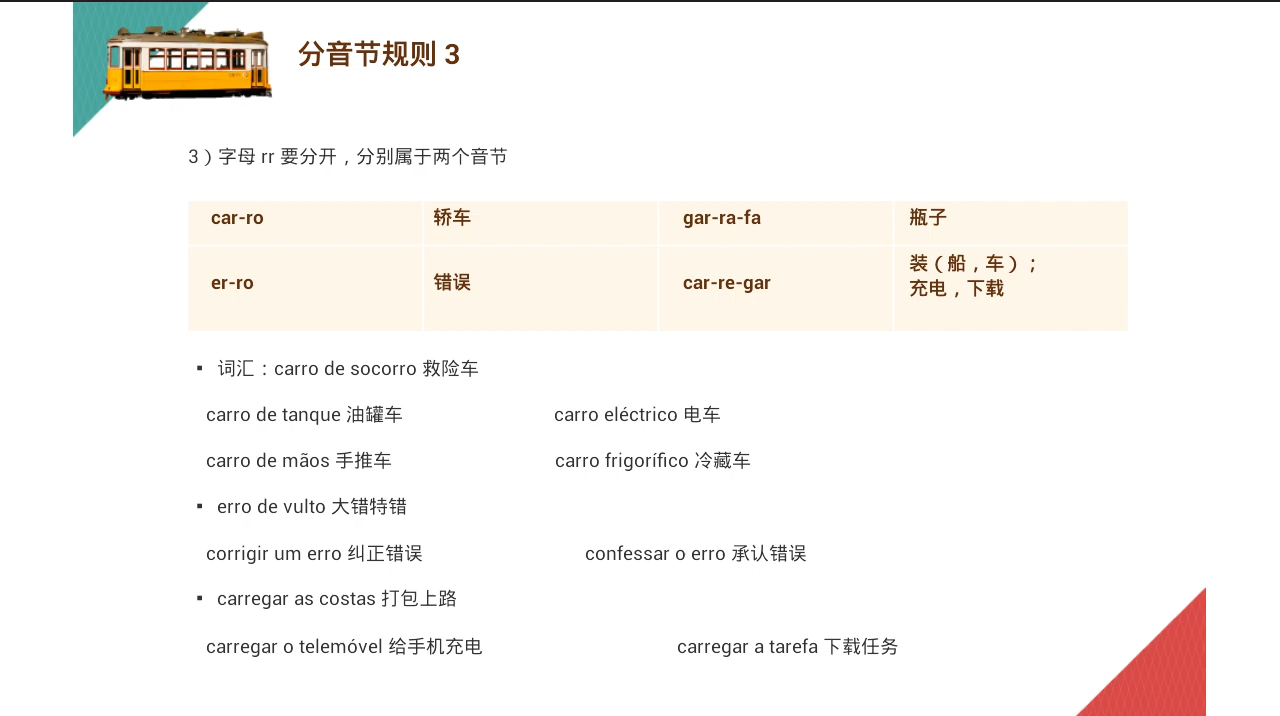 分音节规则 3
3）字母 rr 要分开，分别属于两个音节
car-ro 轿车 gar-ra-fa 瓶子
er-ro 错误 car-re-gar 装（船，车）；
充电，下载
▪ 词汇：carro de socorro 救险车
carro de tanque 油罐车 carro eléctrico 电车
carro de mãos 手推车 carro frigorífico 冷藏车
▪ erro de vulto 大错特错
corrigir um erro 纠正错误 confessar o erro 承认错误
▪ carregar as costas 打包上路
carregar o telemóvel 给手机充电 carregar a tarefa 下载任务